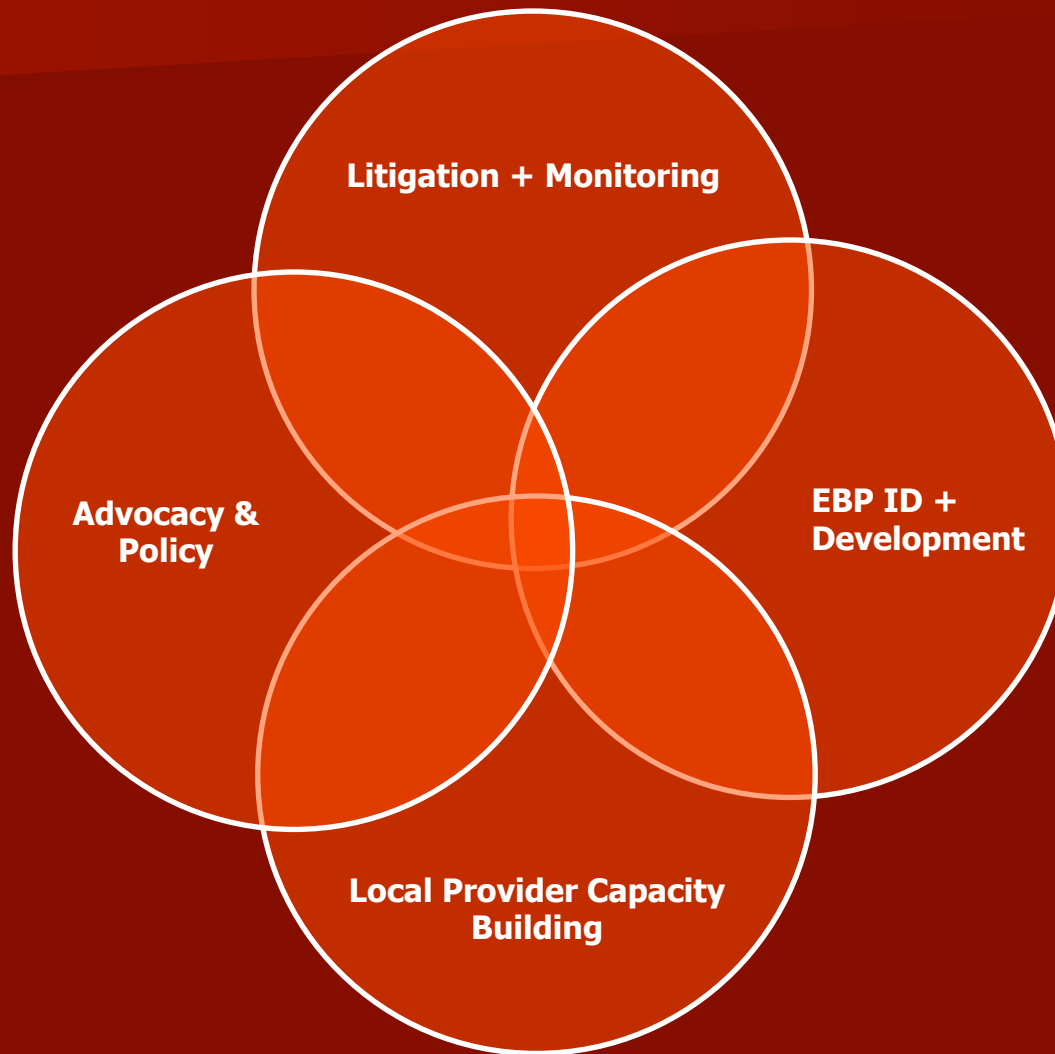 Litigation + Monitoring
Advocacy &
Policy
EBP ID +
Development
Local Provider Capacity
Building